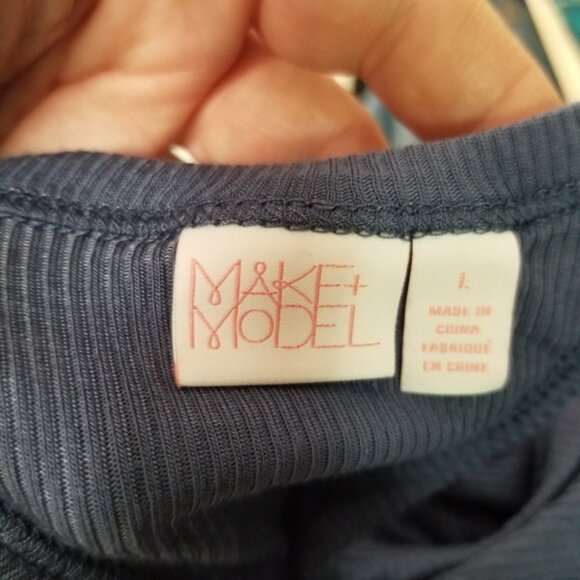 MAKE+
MODEL
L
MADE IN
CHINA
FABRIQUÉ
EN CHINE